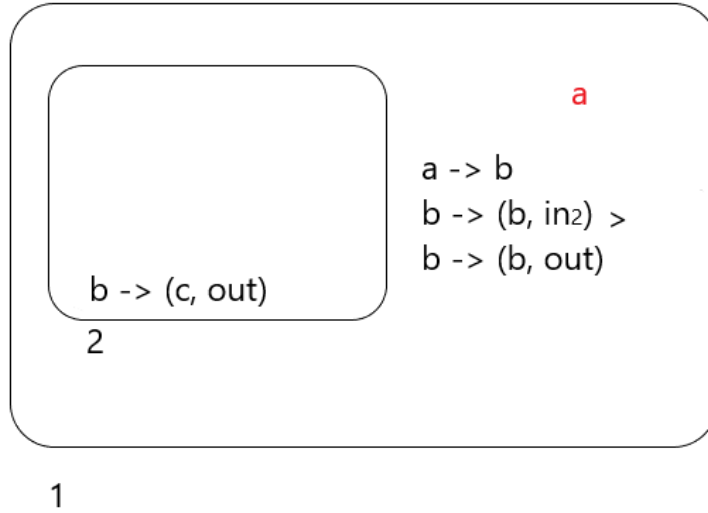 a
a -> b
b -> (b, in₂) >
b -> (b, out)
b -> (c, out)
2
1